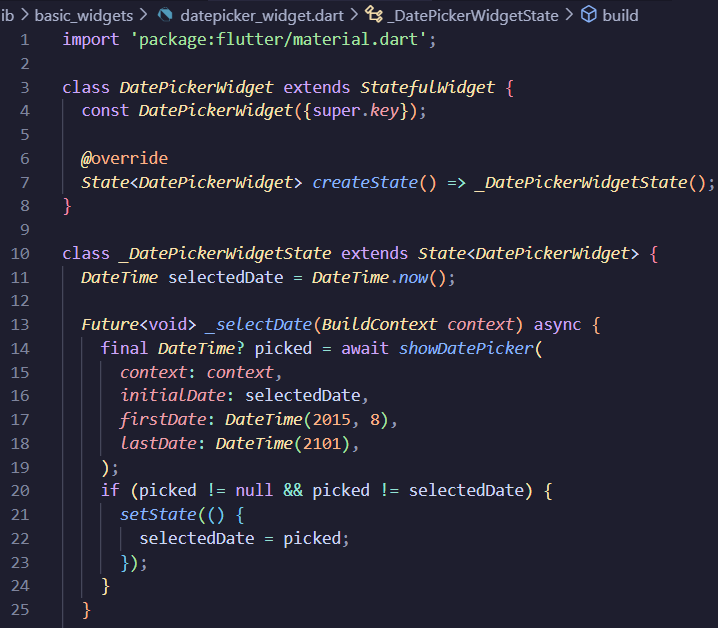 ib > basic_widgets > datepicker_widget.dart > _DatePickerWidgetState > build
1 import 'package:flutter/material.dart';
2
3 class DatePickerWidget extends StatefulWidget {
4   const DatePickerWidget({super.key});
5
6   @override
7   State<DatePickerWidget> createState() => _DatePickerWidgetState();
8 }
9
10 class _DatePickerWidgetState extends State<DatePickerWidget> {
11   DateTime selectedDate = DateTime.now();
12
13   Future<void> _selectDate(BuildContext context) async {
14     final DateTime? picked = await showDatePicker(
15       context: context,
16       initialDate: selectedDate,
17       firstDate: DateTime(2015, 8),
18       lastDate: DateTime(2101),
19     );
20     if (picked != null && picked != selectedDate) {
21       setState(() {
22         selectedDate = picked;
23       });
24     }
25   }